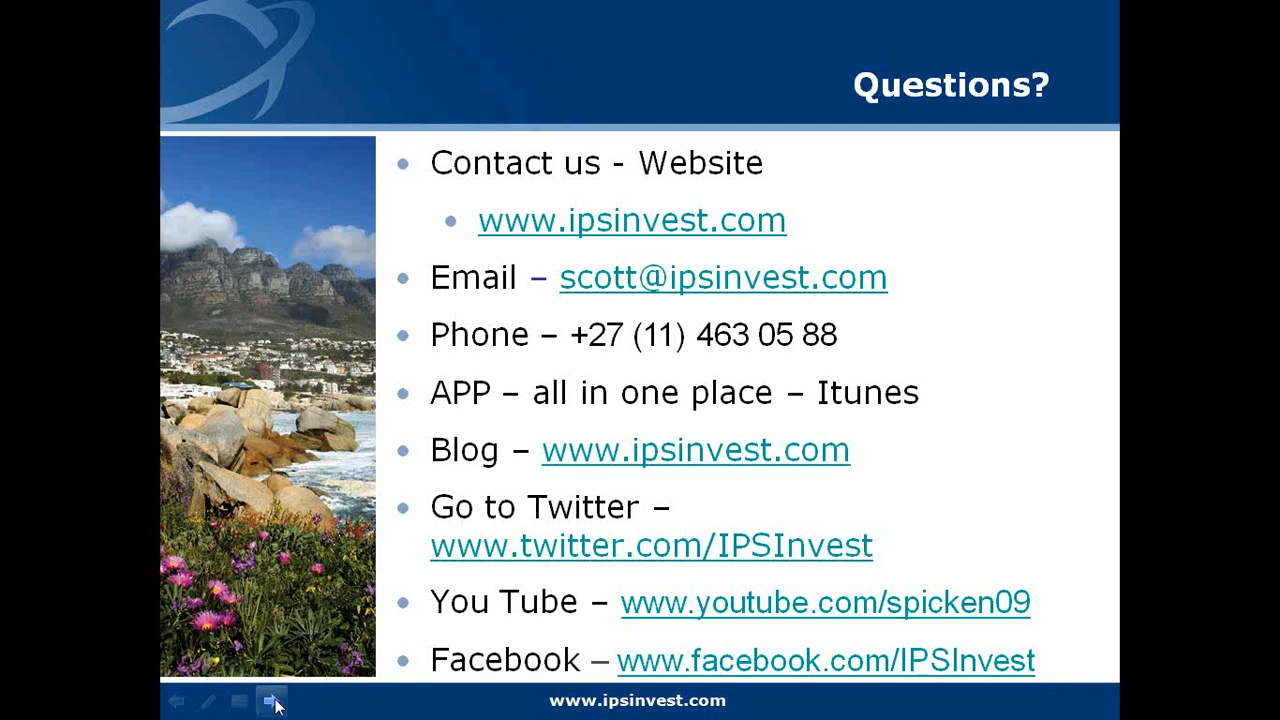 Questions?
Contact us - Website
www.ipsinvest.com
Email – scott@ipsinvest.com
Phone – +27 (11) 463 05 88
APP – all in one place – Itunes
Blog – www.ipsinvest.com
Go to Twitter –
www.twitter.com/IPSInvest
You Tube – www.youtube.com/spicken09
Facebook – www.facebook.com/IPSInvest
www.ipsinvest.com